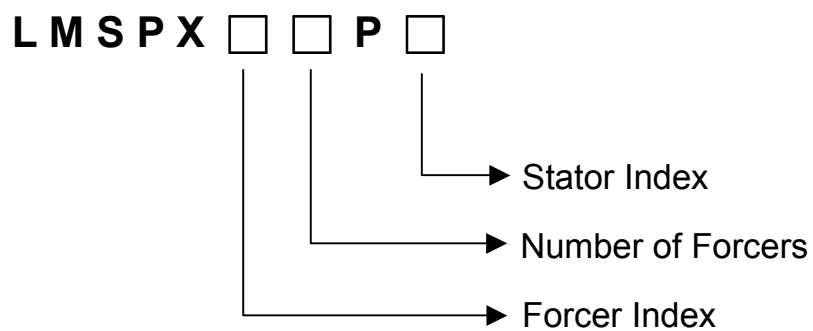 L M S P X □ □ P □
Stator Index
Number of Forcers
Forcer Index